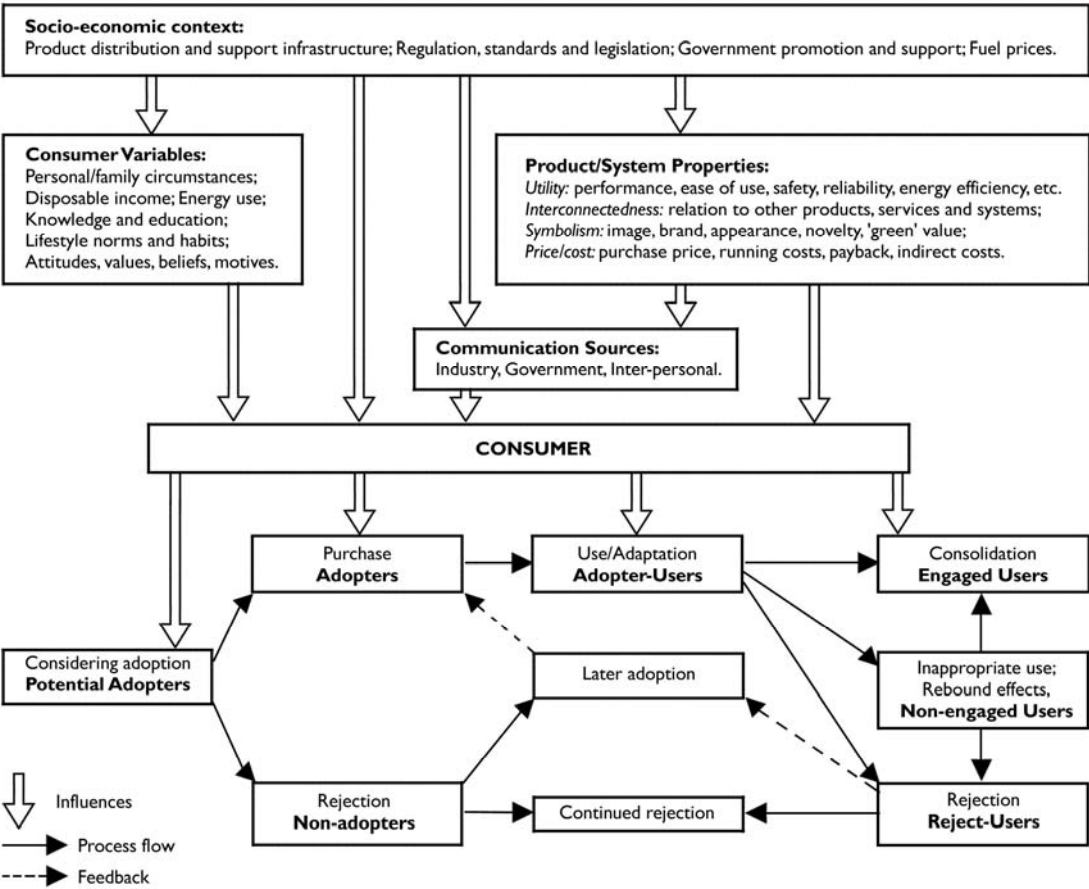 Socio-economic context:
Product distribution and support infrastructure; Regulation, standards and legislation; Government promotion and support; Fuel prices.
Consumer Variables:
Personal/family circumstances;
Disposable income; Energy use;
Knowledge and education;
Lifestyle norms and habits;
Attitudes, values, beliefs, motives.
Product/System Properties:
Utility: performance, ease of use, safety, reliability, energy efficiency, etc.
Interconnectedness: relation to other products, services and systems;
Symbolism: image, brand, appearance, novelty, 'green' value;
Price/cost: purchase price, running costs, payback, indirect costs.
Communication Sources:
Industry, Government, Inter-personal.
CONSUMER
Purchase
Adopters
Use/Adaptation
Adopter-Users
Consolidation
Engaged Users
Considering adoption
Potential Adopters
Later adoption
Inappropriate use;
Rebound effects,
Non-engaged Users
Rejection
Non-adopters
Continued rejection
Rejection
Reject-Users
Influences
Process flow
Feedback